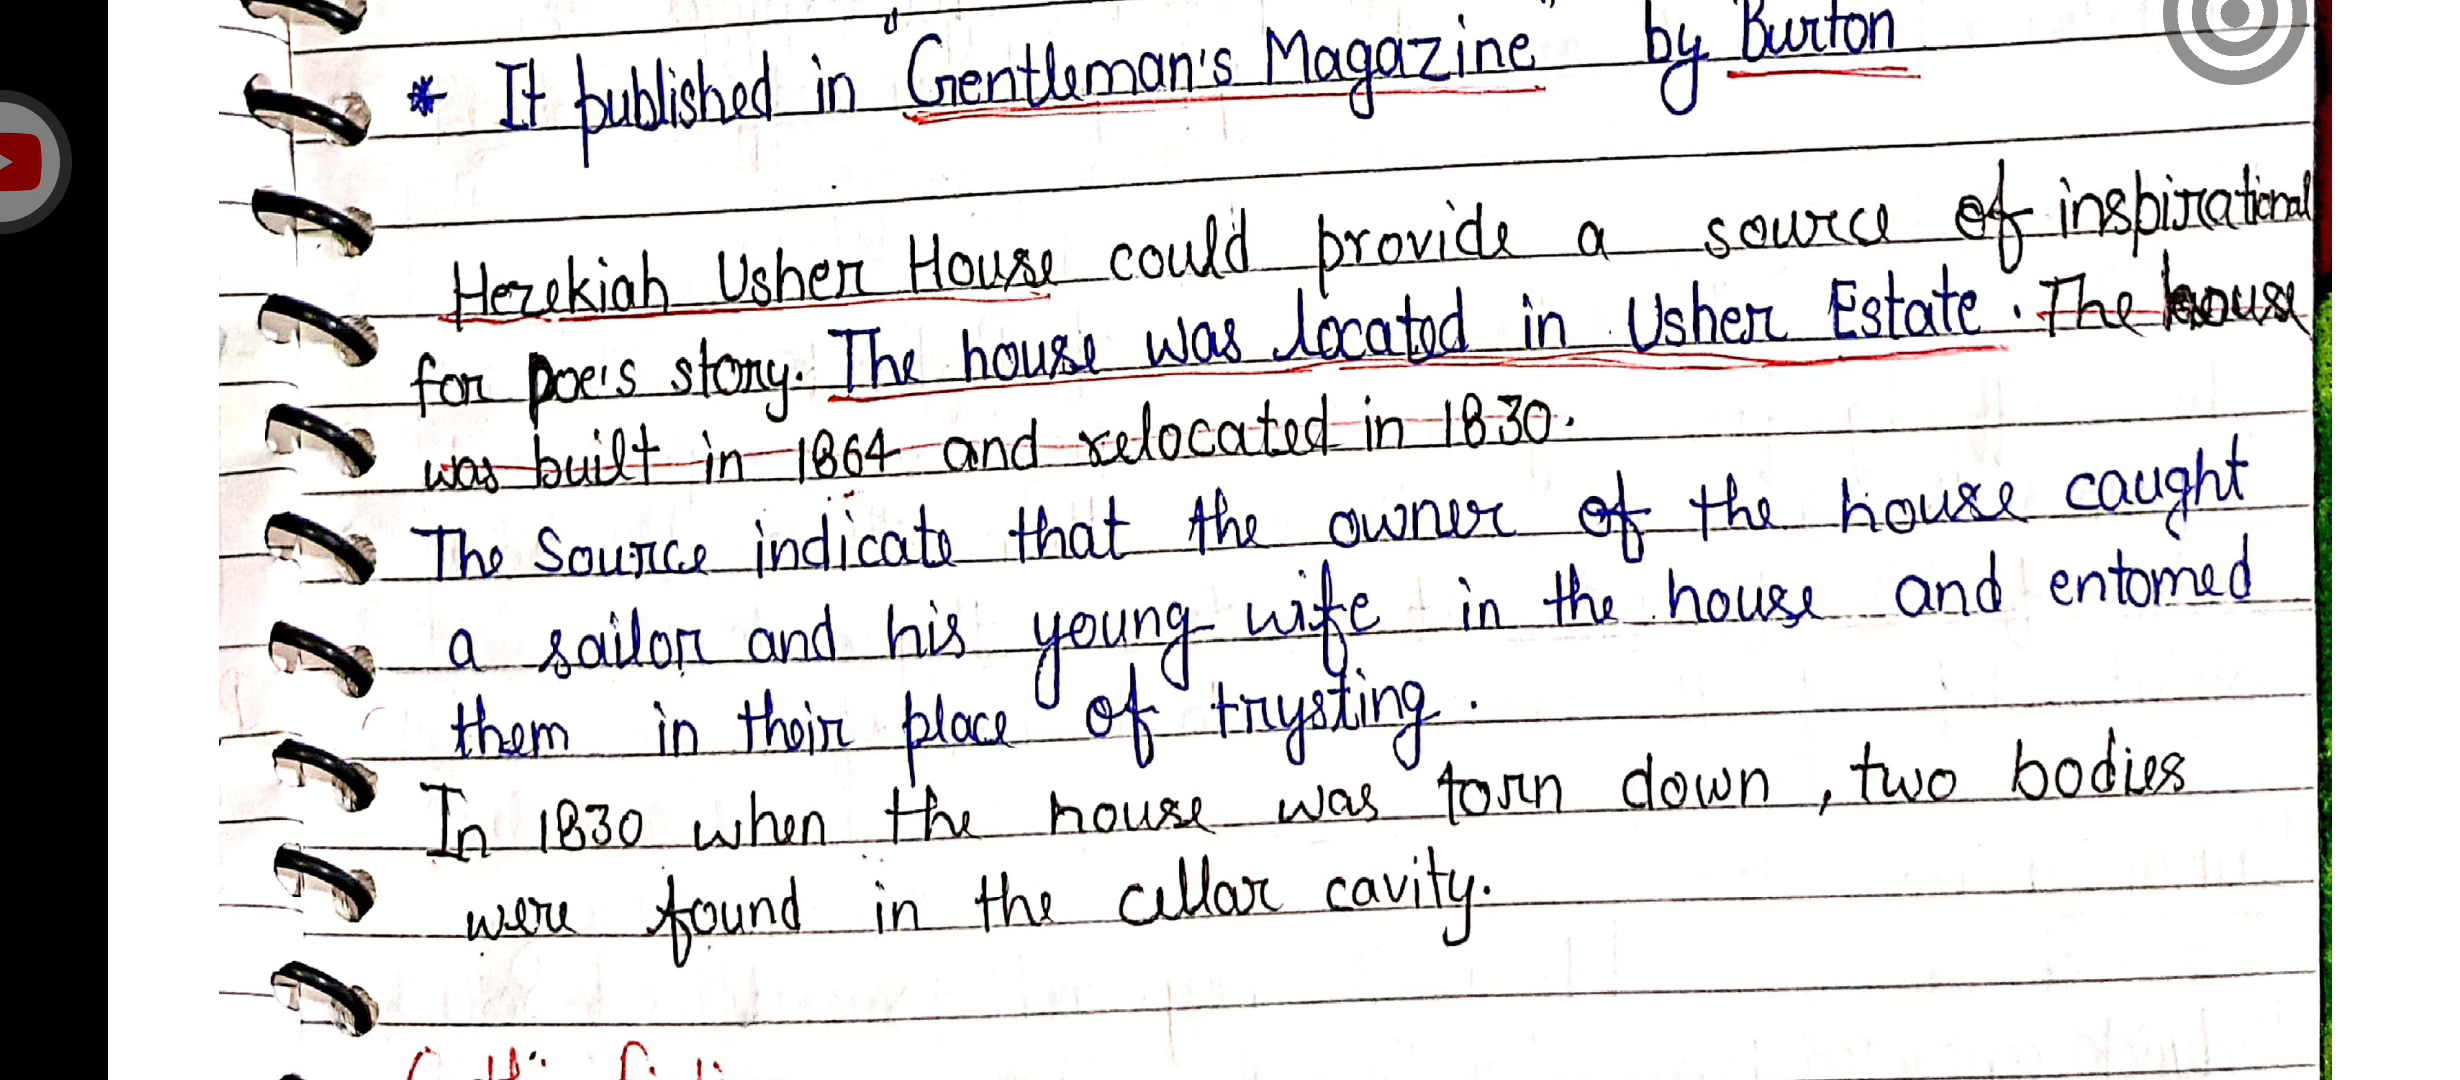 * It published in "Gentleman's Magazine" by Burton
Hezekiah Usher House could provide a source of inspirational
for poe's story. The house was located in Usher Estate. The house
was built in 1864 and relocated in 1830.
The Source indicate that the owner of the house caught
a sailor and his young wife in the house and entomed
them in their place of trysting.
In 1830 when the house was torn down, two bodies
were found in the cellar cavity.